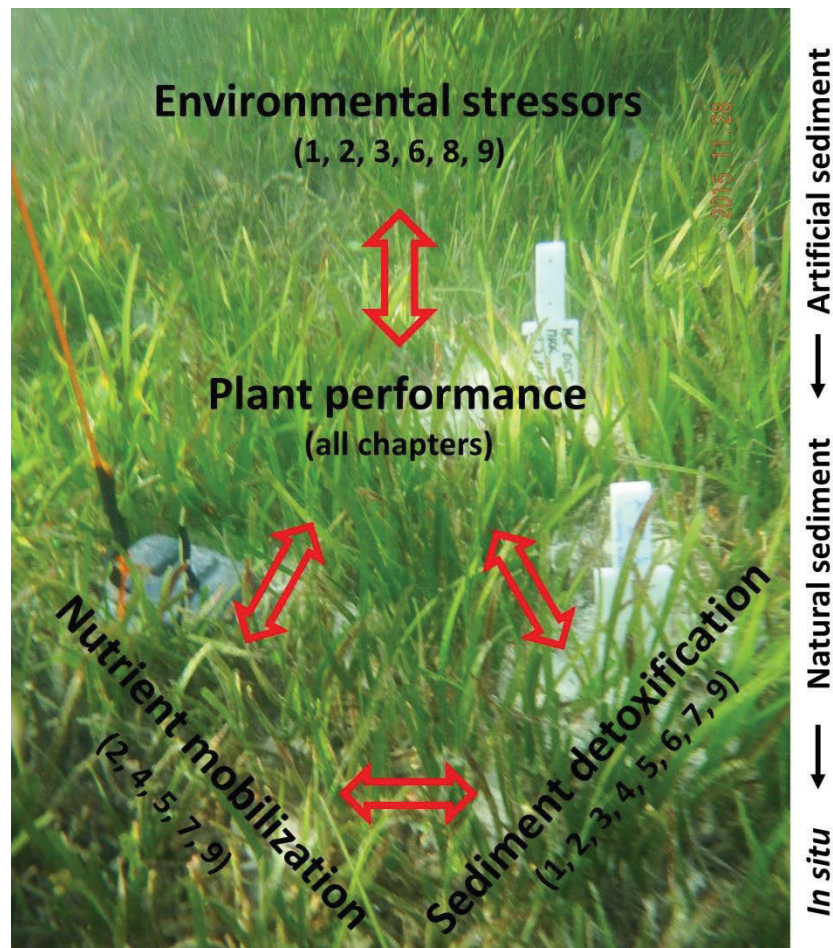 Environmental stressors
(1, 2, 3, 6, 8, 9)
2015.11.28
Plant performance
(all chapters)
Nutrient mobilization
(2, 4, 5, 7, 9)
Sediment detoxification
(1, 2, 3, 4, 5, 6, 7, 9)
Artificial sediment
Natural sediment
In situ